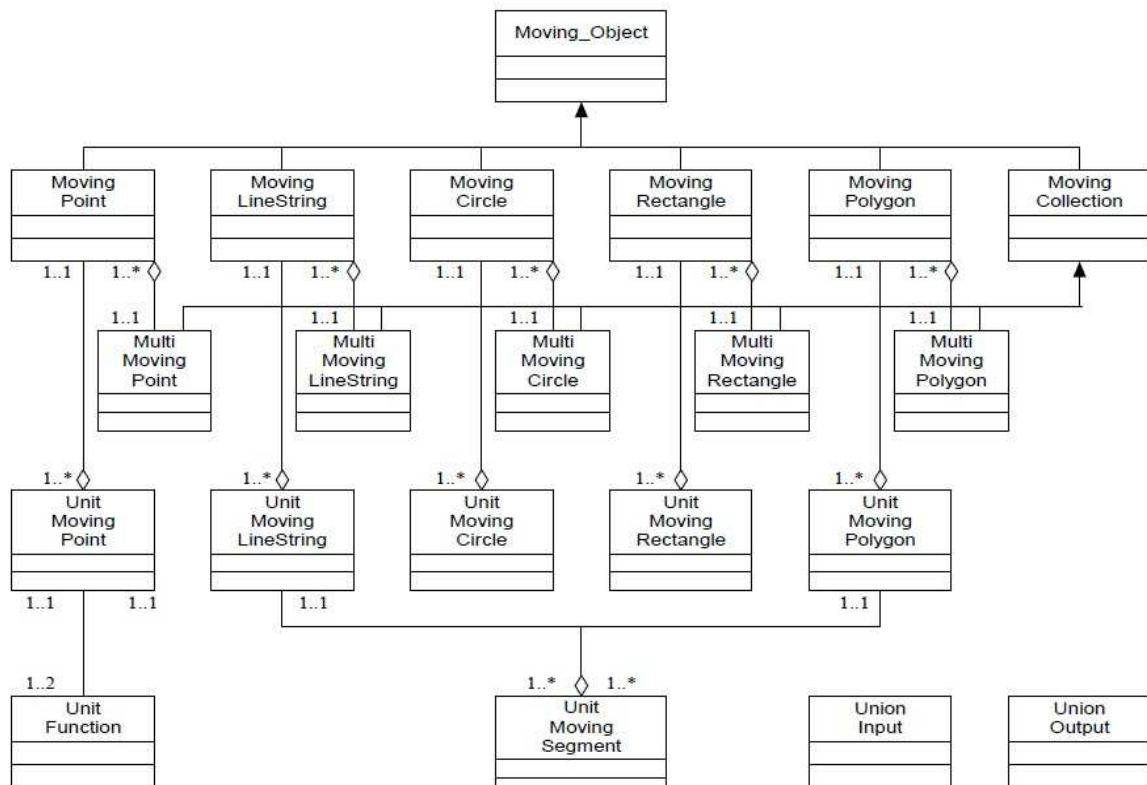 Moving_Object
Moving
Point
Moving
LineString
Moving
Circle
Moving
Rectangle
Moving
Polygon
Moving
Collection
1..1
1..*
1..1
1..*
1..1
1..*
1..1
1..*
1..1
1..*
1..1
1..1
1..1
1..1
1..1
Multi
Moving
Point
Multi
Moving
LineString
Multi
Moving
Circle
Multi
Moving
Rectangle
Multi
Moving
Polygon
1..*
1..*
1..*
1..*
1..*
Unit
Moving
Point
Unit
Moving
LineString
Unit
Moving
Circle
Unit
Moving
Rectangle
Unit
Moving
Polygon
1..1
1..1
1..1
1..1
1..2
1..*
1..*
Unit
Function
Unit
Moving
Segment
Union
Input
Union
Output